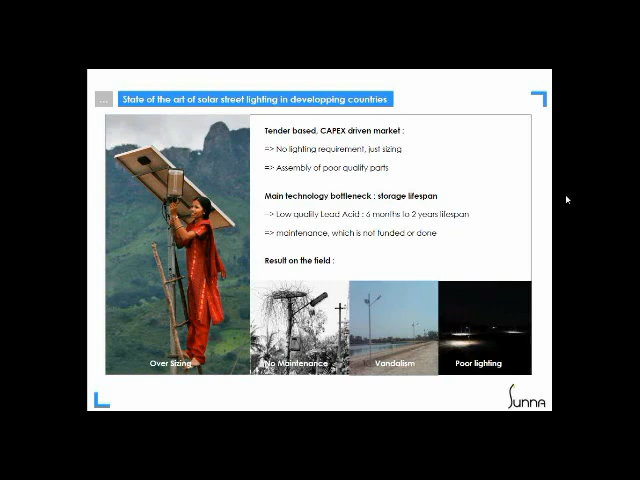 ...
State of the art of solar street lighting in developping countries
Tender based, CAPEX driven market :
=> No lighting requirement, just sizing
=> Assembly of poor quality parts
Main technology bottleneck : storage lifespan
=> Low quality Lead Acid : 6 months to 2 years lifespan
=> maintenance, which is not funded or done
Result on the field :
Over Sizing
No Maintenance
Vandalism
Poor lighting
Sunna